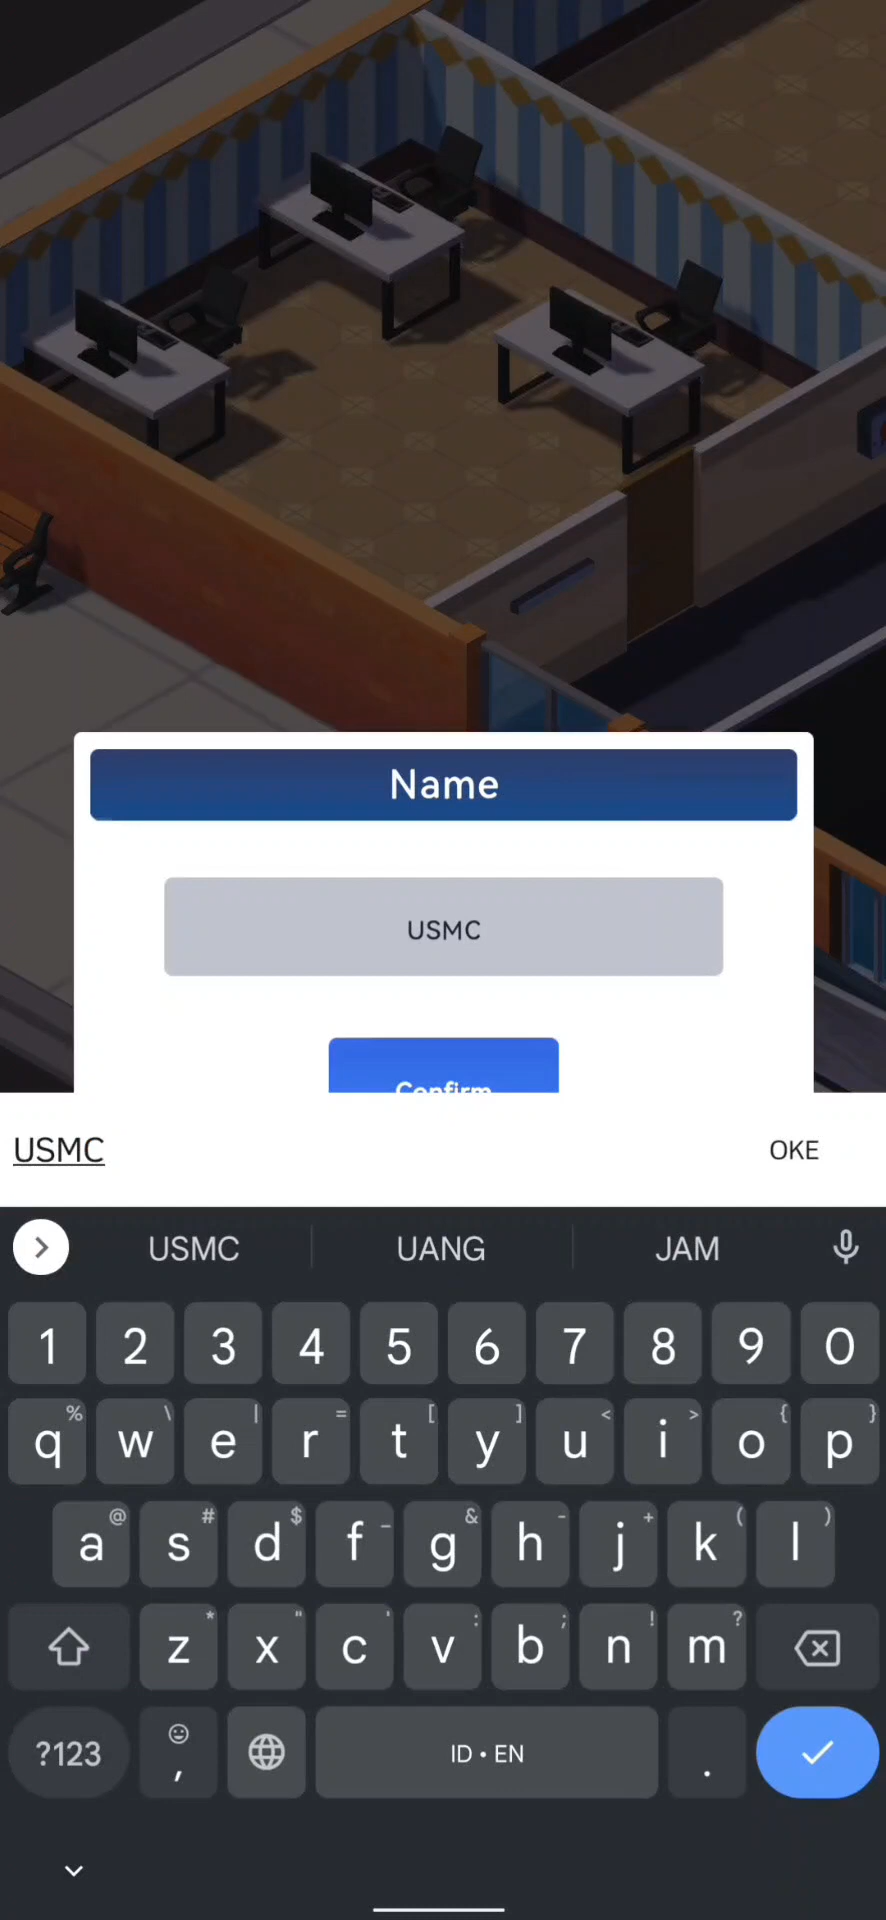 Name
USMC
Confirm
USMC OKE
USMC UANG JAM
1 2 3 4 5 6 7 8 9 0
q % w \ e | r = t [ y ] u < i > o { p }
a @ s # d $ f _ g & h - j + k ( l )
z * x " c ' v : b ; n ! m ?
?123 , ID • EN .